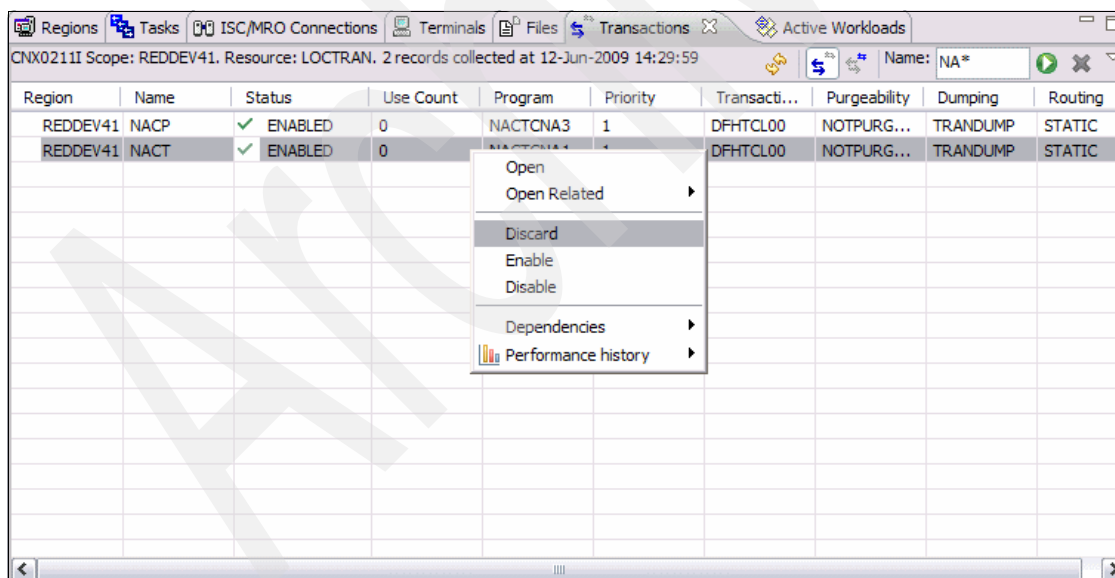 Regions Tasks ISC/MRO Connections Terminals Files Transactions Active Workloads
CNX0211I Scope: REDDEV41. Resource: LOCTRAN. 2 records collected at 12-Jun-2009 14:29:59 Name: NA*
Region Name Status Use Count Program Priority Transacti... Purgeability Dumping Routing
REDDEV41 NACP ENABLED 0 NACTCNA3 1 DFHTCL00 NOTPURG... TRANDUMP STATIC
REDDEV41 NACT ENABLED 0 NACTCNA1 1 DFHTCL00 NOTPURG... TRANDUMP STATIC
Open
Open Related
Discard
Enable
Disable
Dependencies
Performance history